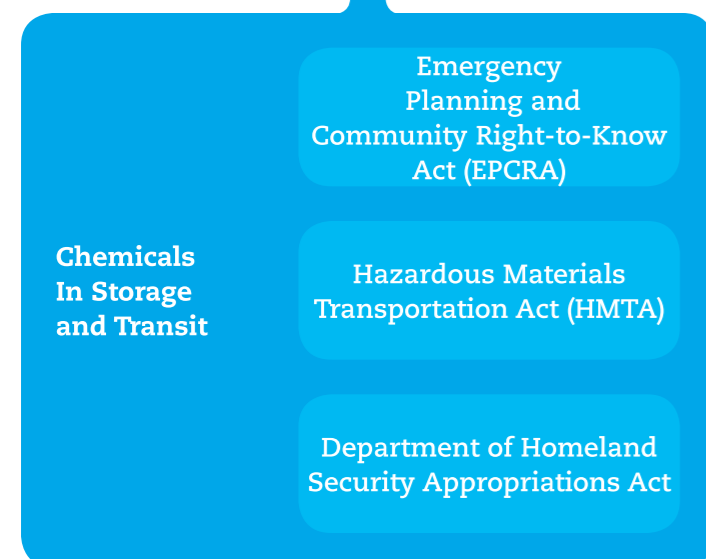 Chemicals
In Storage
and Transit
Emergency
Planning and
Community Right-to-Know
Act (EPCRA)
Hazardous Materials
Transportation Act (HMTA)
Department of Homeland
Security Appropriations Act